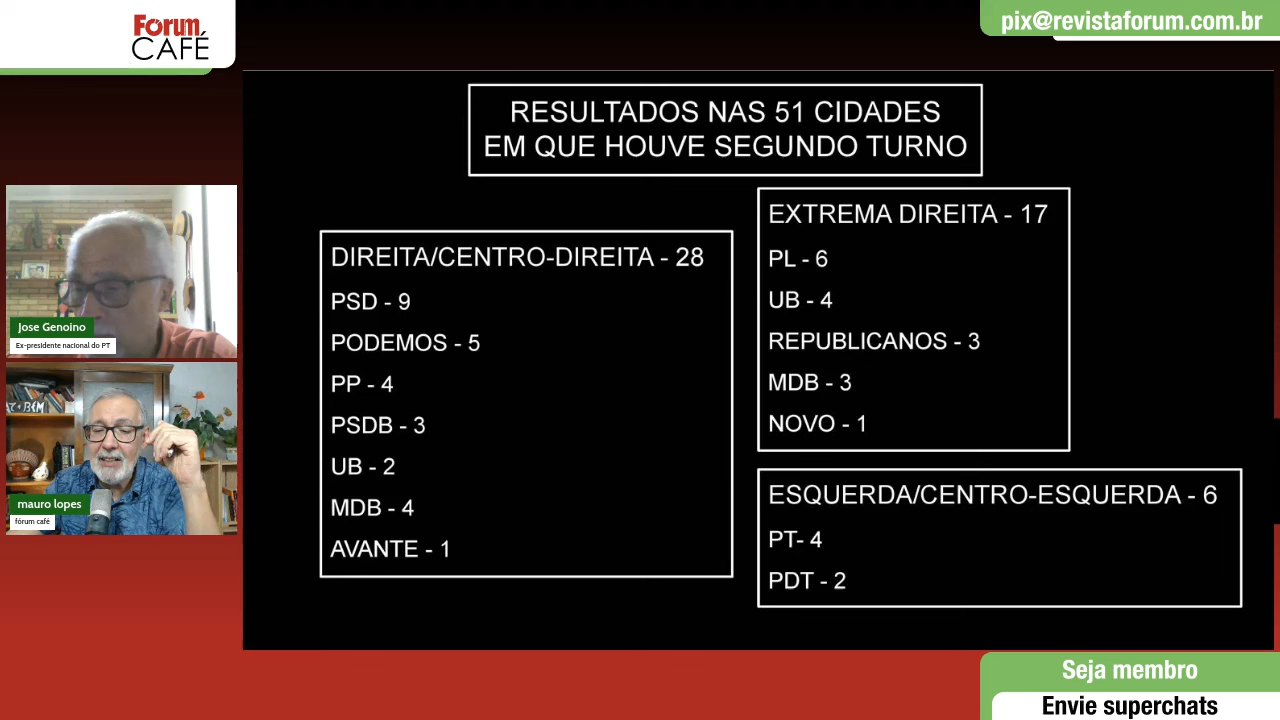 Fórum
CAFÉ
pix@revistaforum.com.br
RESULTADOS NAS 51 CIDADES
EM QUE HOUVE SEGUNDO TURNO
DIREITA/CENTRO-DIREITA - 28
PSD - 9
PODEMOS - 5
PP - 4
PSDB - 3
UB - 2
MDB - 4
AVANTE - 1
EXTREMA DIREITA - 17
PL - 6
UB - 4
REPUBLICANOS - 3
MDB - 3
NOVO - 1
ESQUERDA/CENTRO-ESQUERDA - 6
PT- 4
PDT - 2
Jose Genoino
Ex-presidente nacional do PT
mauro lopes
fórum café
Seja membro
Envie superchats